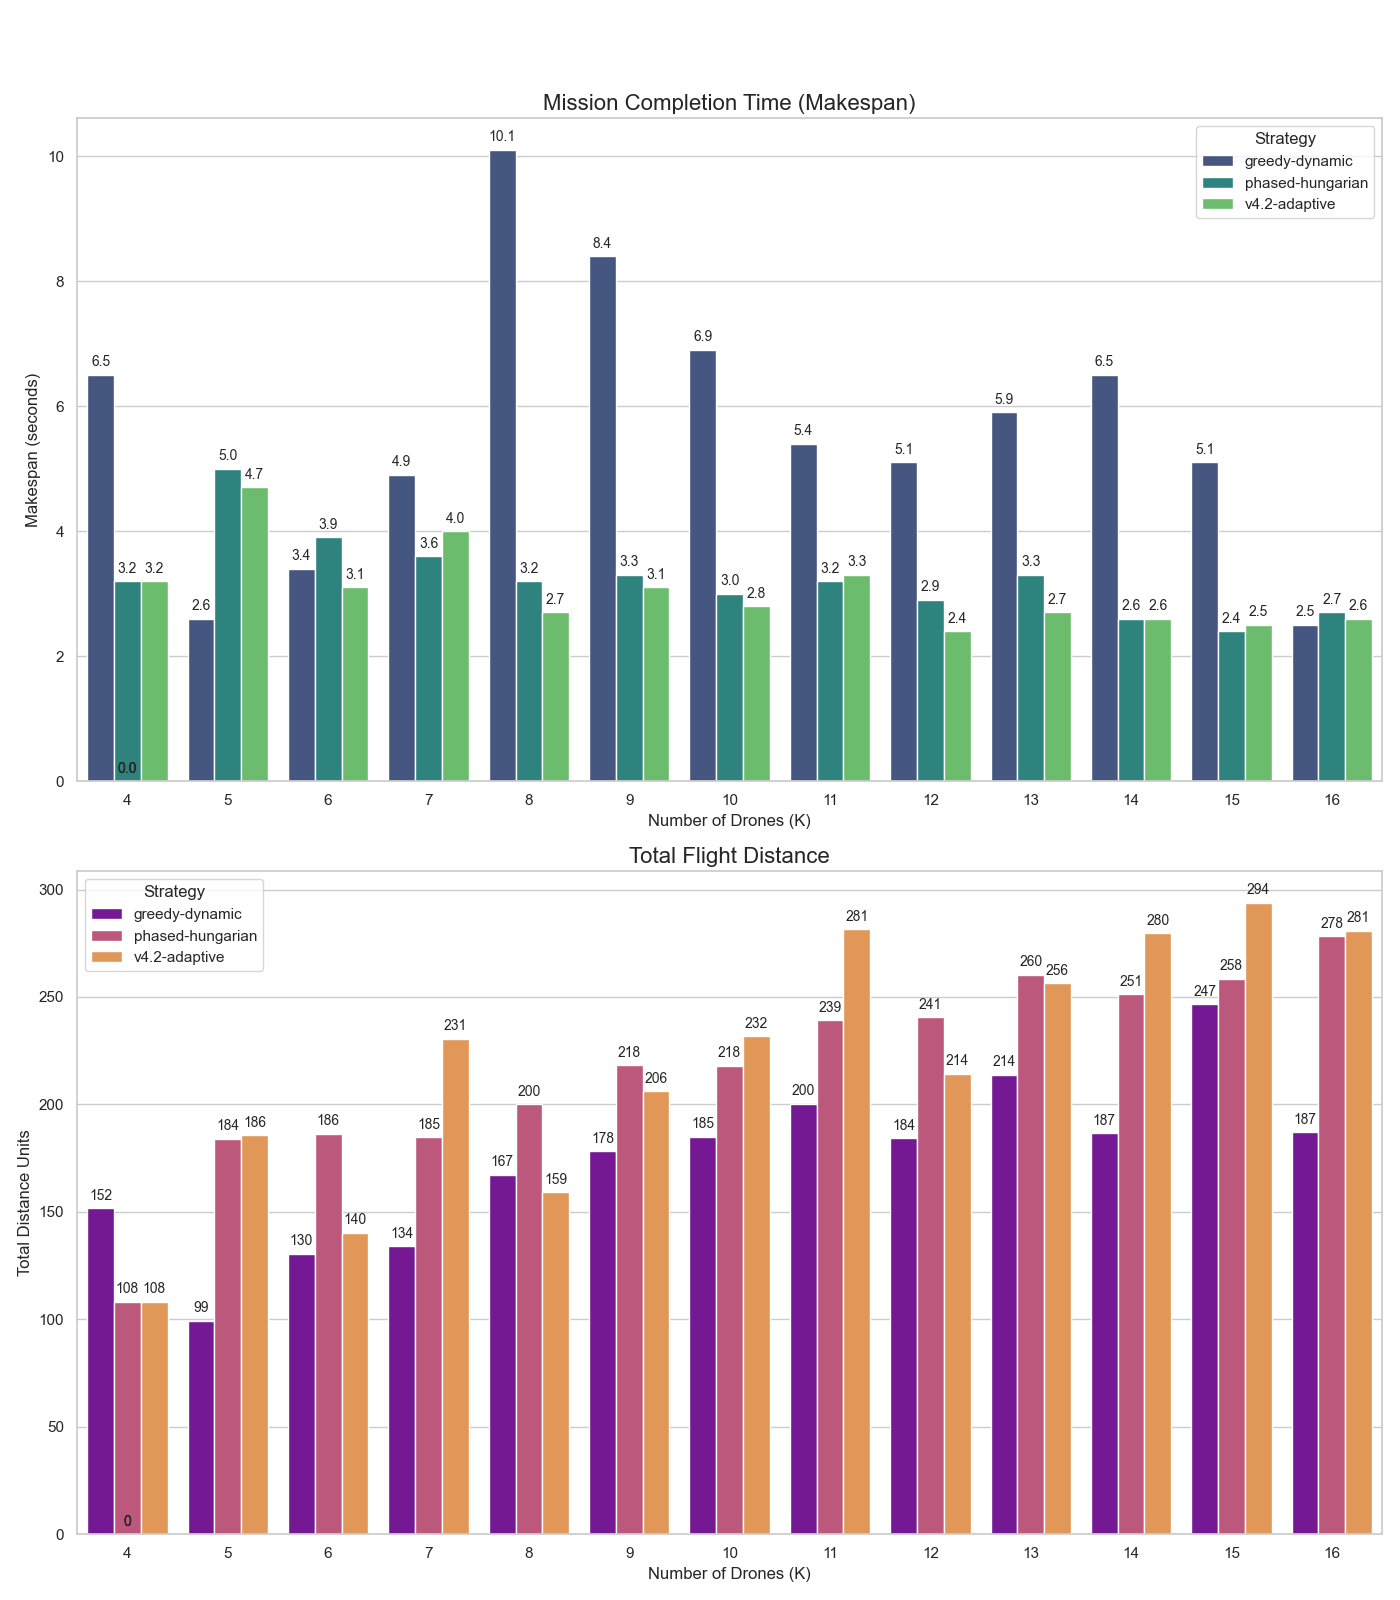 Mission Completion Time (Makespan)
Strategy
greedy-dynamic
phased-hungarian
v4.2-adaptive
Makespan (seconds)
10
8
6
4
2
0
6.5 3.2 3.2
0.0
2.6 5.0 4.7
3.4 3.9 3.1
4.9 3.6 4.0
10.1 3.2 2.7
8.4 3.3 3.1
6.9 3.0 2.8
5.4 3.2 3.3
5.1 2.9 2.4
5.9 3.3 2.7
6.5 2.6 2.6
5.1 2.4 2.5
2.5 2.7 2.6
4 5 6 7 8 9 10 11 12 13 14 15 16
Number of Drones (K)
Total Flight Distance
Strategy
greedy-dynamic
phased-hungarian
v4.2-adaptive
Total Distance Units
300
250
200
150
100
50
0
152 108 108
0
99 184 186
130 186 140
134 185 231
167 200 159
178 218 206
185 218 232
200 239 281
184 241 214
214 260 256
187 251 280
247 258 294
187 278 281
4 5 6 7 8 9 10 11 12 13 14 15 16
Number of Drones (K)